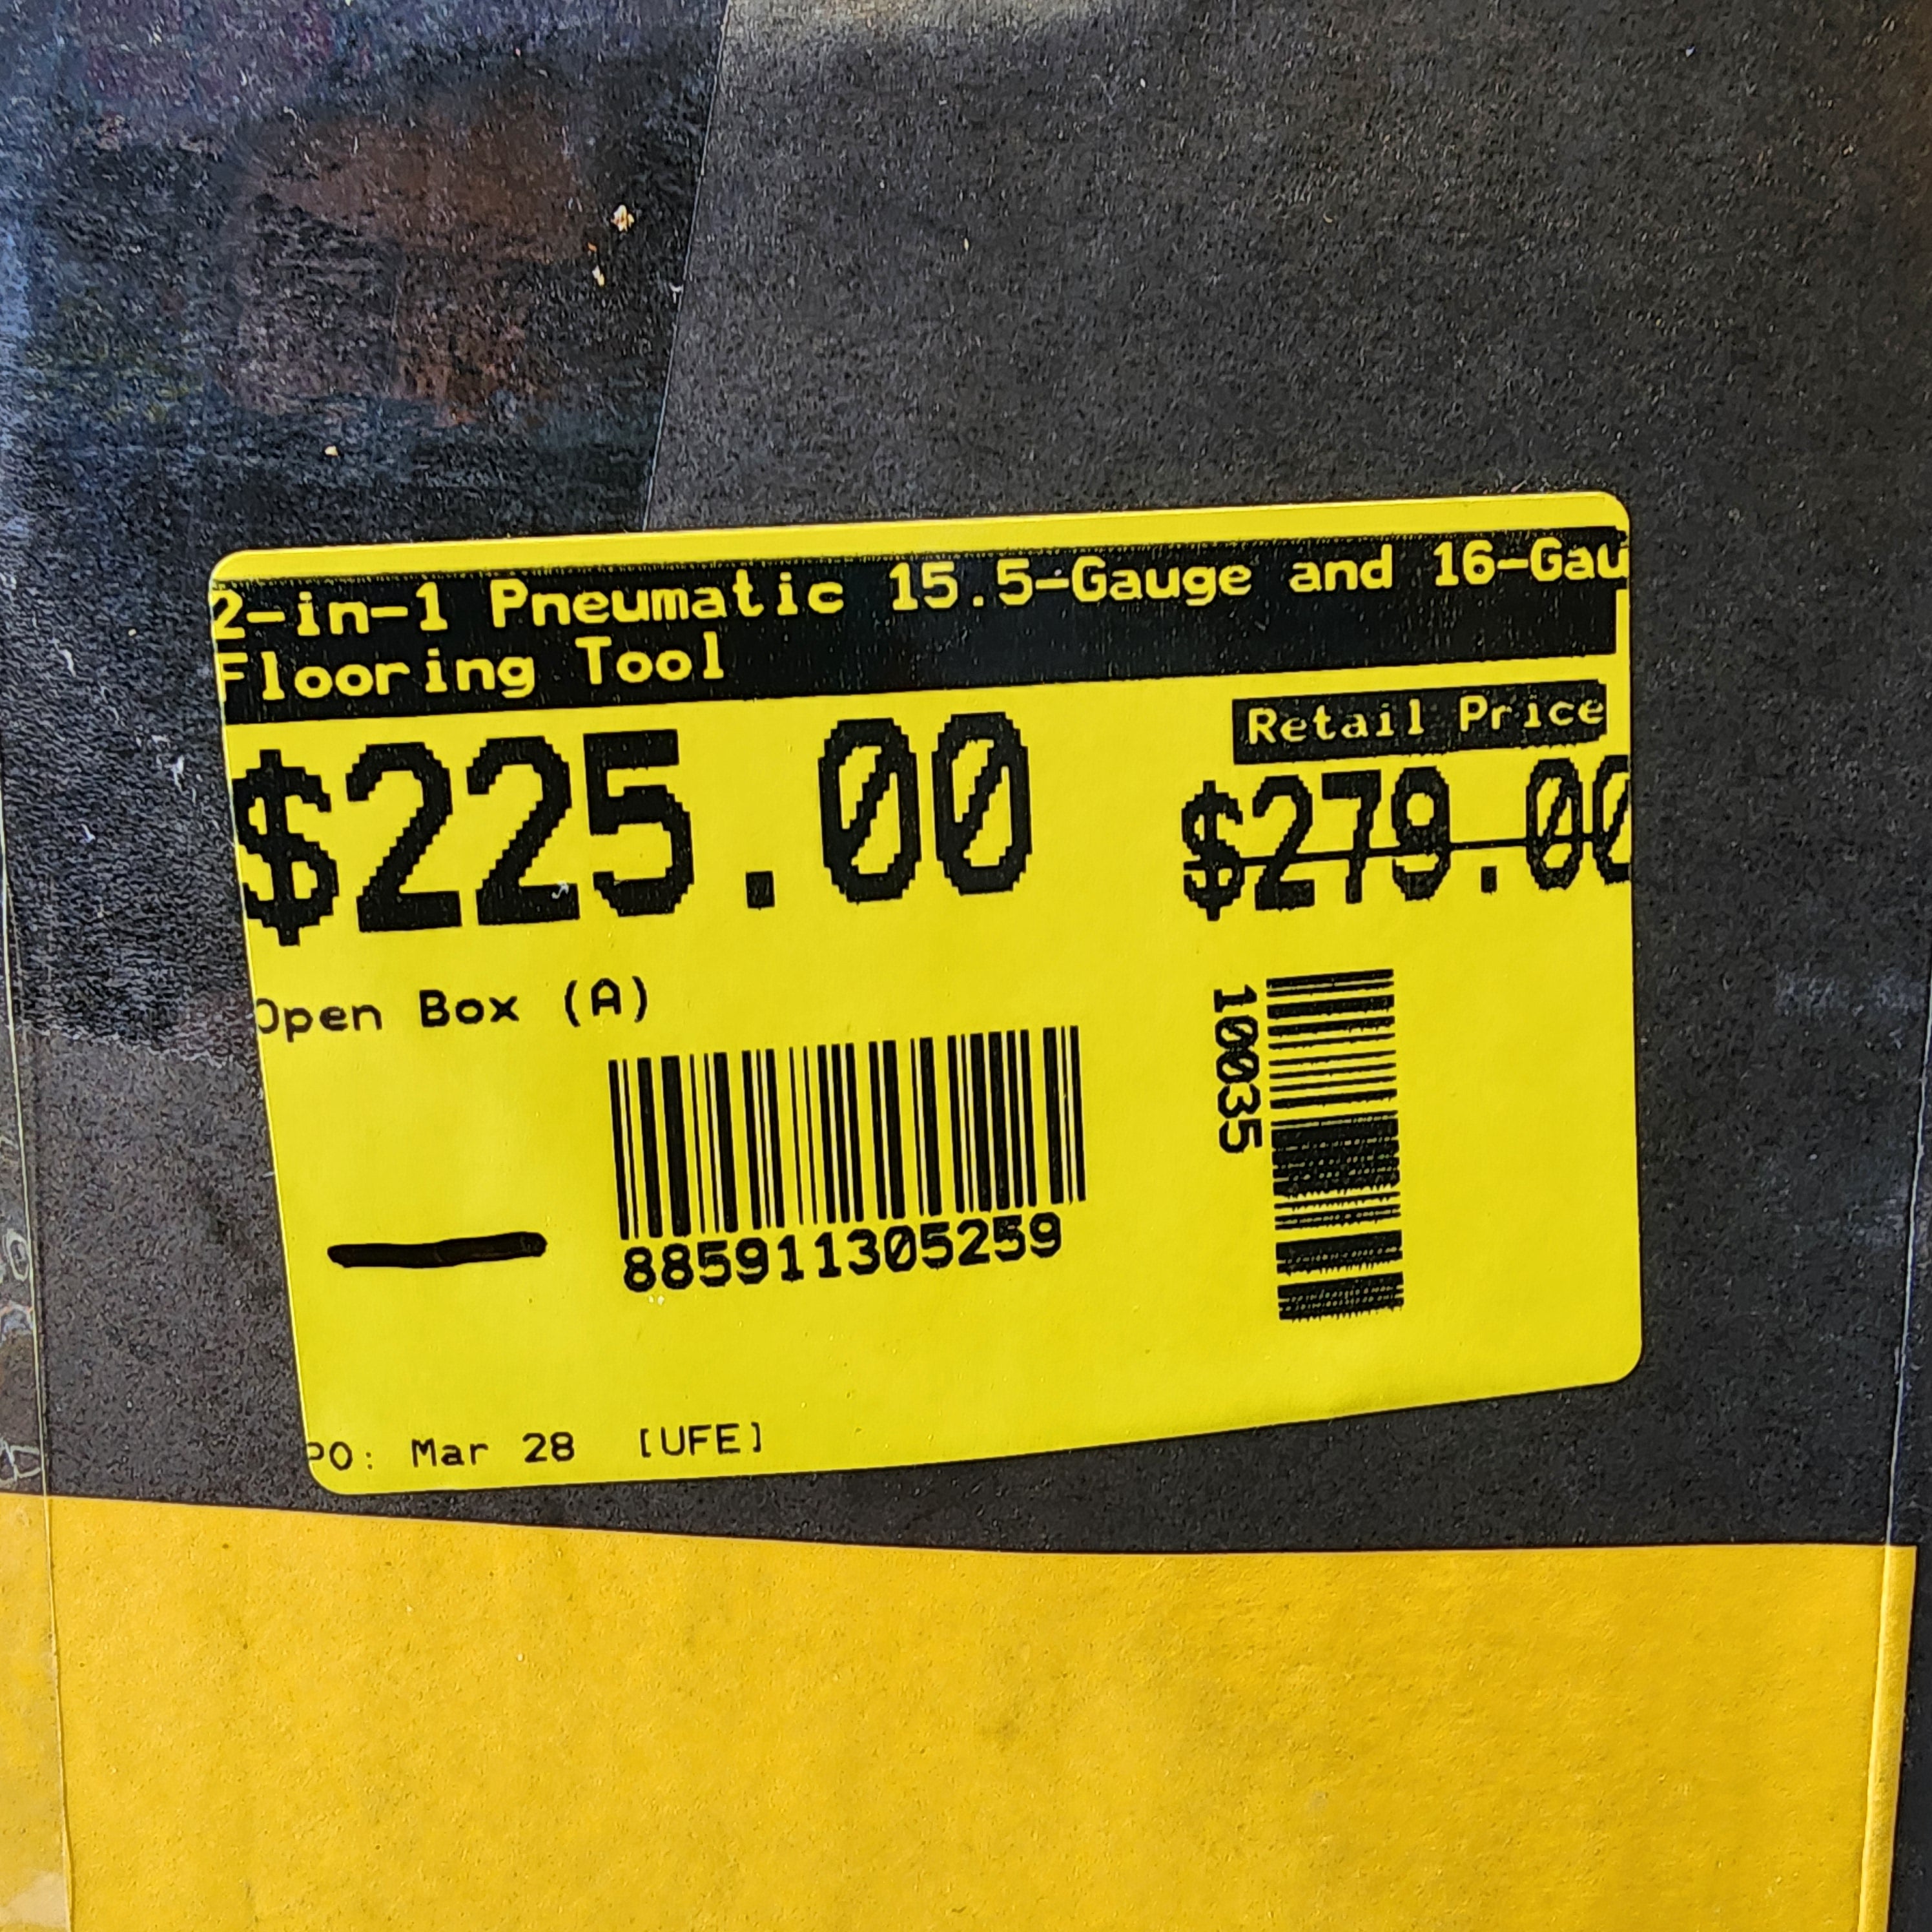 2-in-1 Pneumatic 15.5-Gauge and 16-Gau
Flooring Tool
$225.00
Retail Price
$279.00
Open Box (A)
10035
885911305259
PO: Mar 28 [UFE]